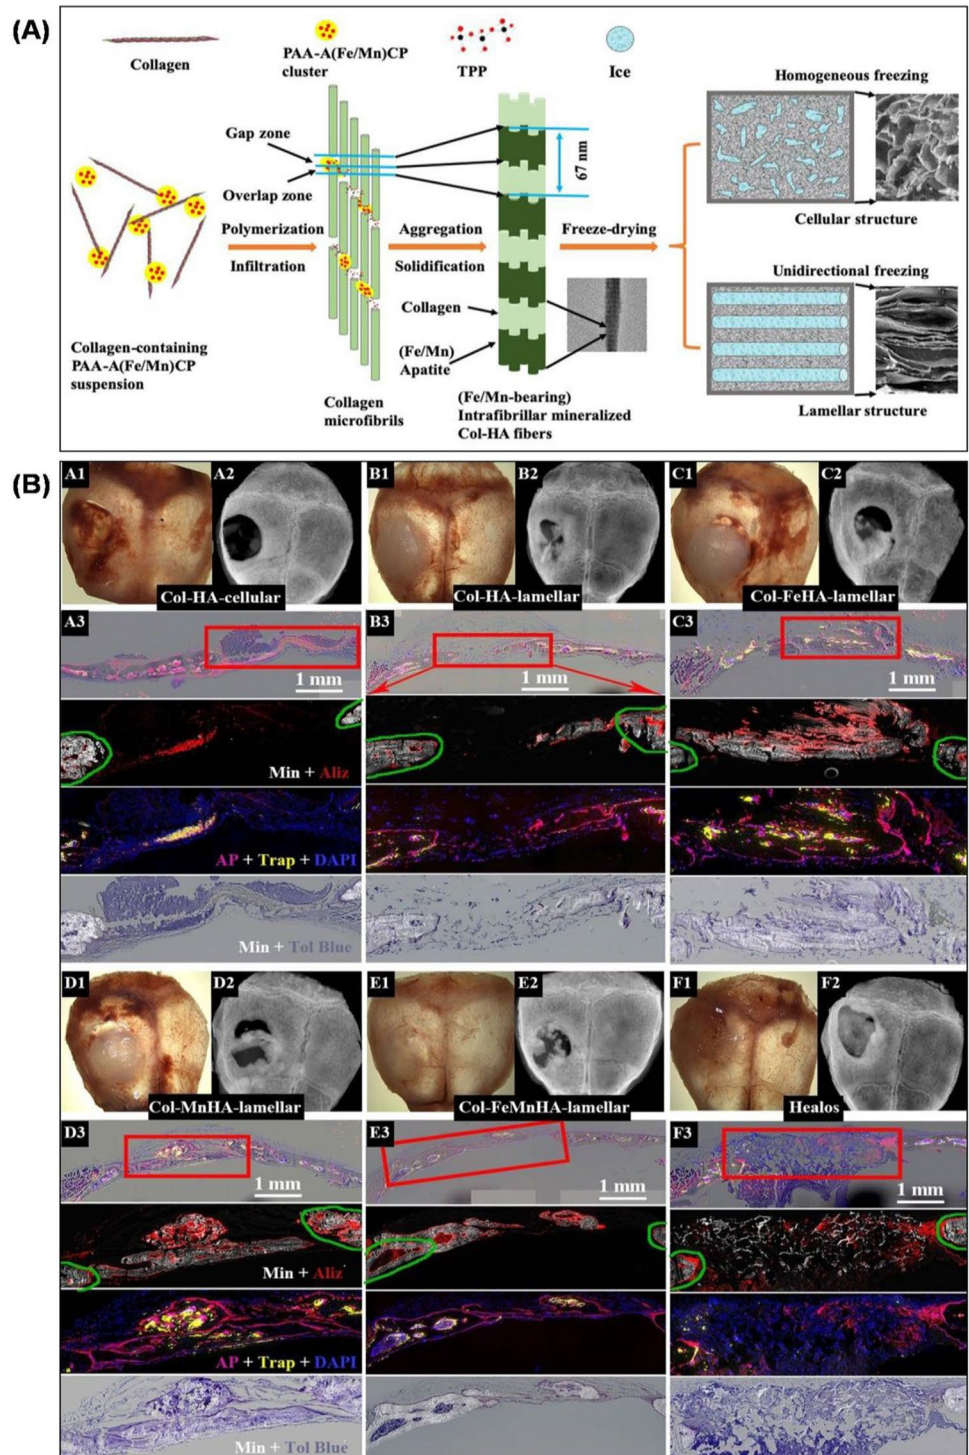 (A)
Collagen
PAA-A(Fe/Mn)CP
cluster
TPP
Ice
Gap zone
Overlap zone
67 nm
Homogeneous freezing
Cellular structure
Polymerization
Infiltration
Aggregation
Solidification
Freeze-drying
Unidirectional freezing
Lamellar structure
Collagen-containing
PAA-A(Fe/Mn)CP
suspension
Collagen
(Fe/Mn)
Apatite
Collagen
microfibrils
(Fe/Mn-bearing)
Intrafibrillar mineralized
Col-HA fibers
(B)
A1
A2
B1
B2
C1
C2
Col-HA-cellular
Col-HA-lamellar
Col-FeHA-lamellar
A3
B3
C3
1 mm
1 mm
1 mm
Min + Aliz
AP + Trap + DAPI
Min + Tol Blue
D1
D2
E1
E2
F1
F2
Col-MnHA-lamellar
Col-FeMnHA-lamellar
Healos
D3
E3
F3
1 mm
1 mm
1 mm
Min + Aliz
AP + Trap + DAPI
Min + Tol Blue